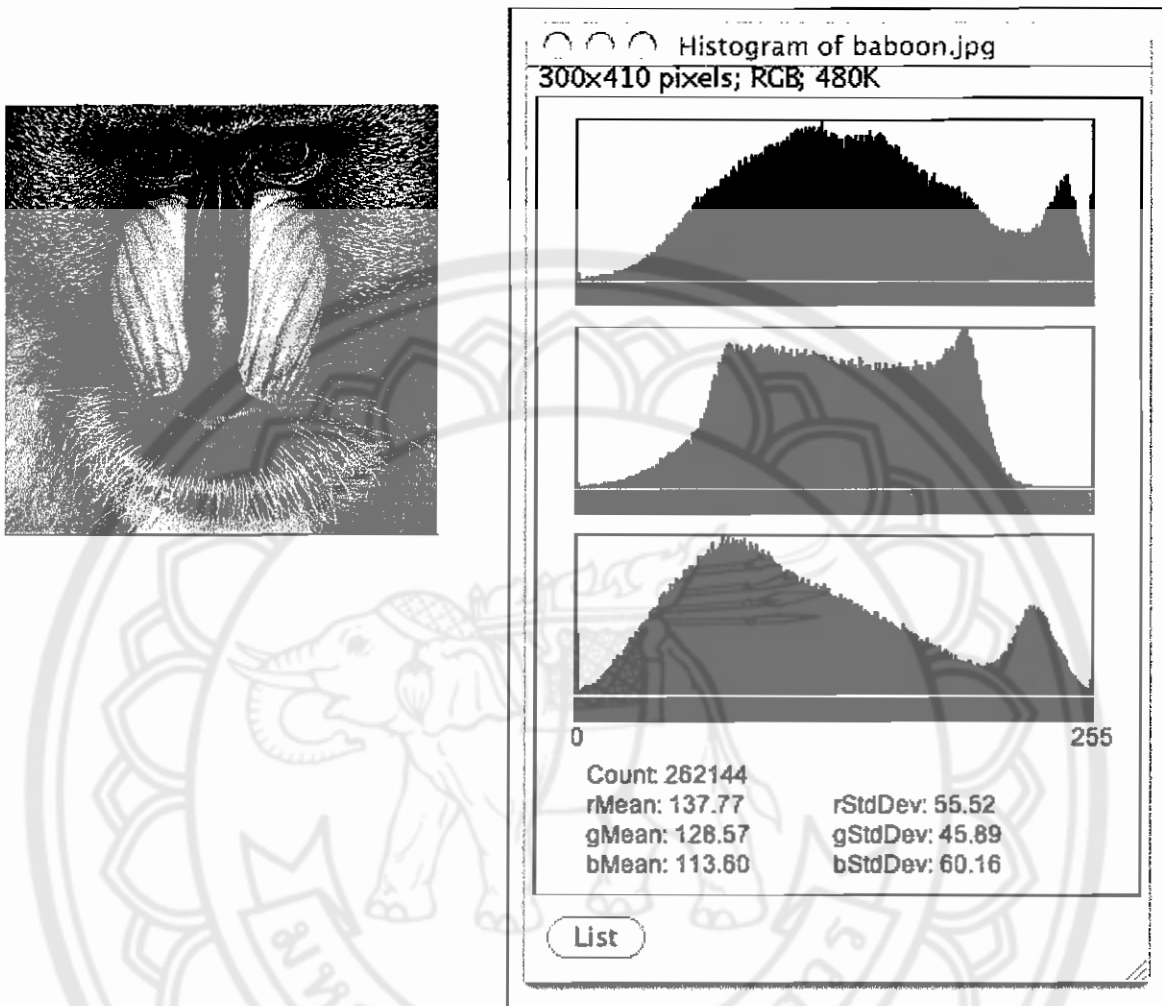 Histogram of baboon.jpg
300x410 pixels; RGB; 480K
0 255
Count: 262144
rMean: 137.77 rStdDev: 55.52
gMean: 128.57 gStdDev: 45.89
bMean: 113.60 bStdDev: 60.16
List